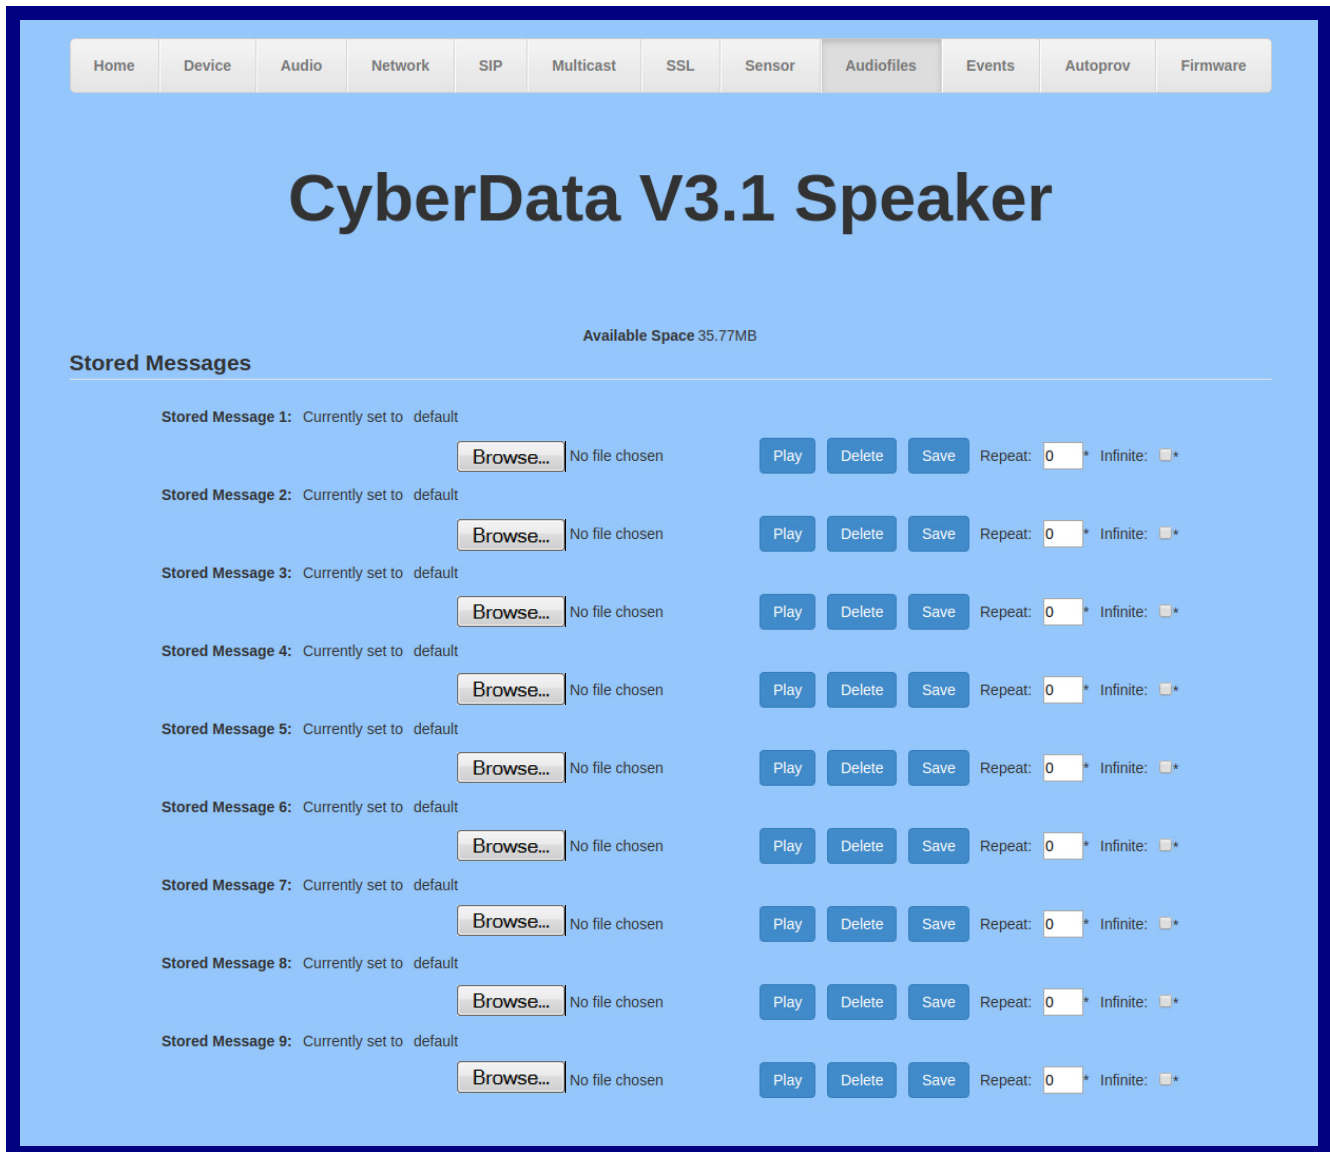 Home Device Audio Network SIP Multicast SSL Sensor Audiofiles Events Autoprov Firmware
CyberData V3.1 Speaker
Available Space 35.77MB
Stored Messages
Stored Message 1: Currently set to default
Browse... No file chosen Play Delete Save Repeat: 0 * Infinite: *
Stored Message 2: Currently set to default
Browse... No file chosen Play Delete Save Repeat: 0 * Infinite: *
Stored Message 3: Currently set to default
Browse... No file chosen Play Delete Save Repeat: 0 * Infinite: *
Stored Message 4: Currently set to default
Browse... No file chosen Play Delete Save Repeat: 0 * Infinite: *
Stored Message 5: Currently set to default
Browse... No file chosen Play Delete Save Repeat: 0 * Infinite: *
Stored Message 6: Currently set to default
Browse... No file chosen Play Delete Save Repeat: 0 * Infinite: *
Stored Message 7: Currently set to default
Browse... No file chosen Play Delete Save Repeat: 0 * Infinite: *
Stored Message 8: Currently set to default
Browse... No file chosen Play Delete Save Repeat: 0 * Infinite: *
Stored Message 9: Currently set to default
Browse... No file chosen Play Delete Save Repeat: 0 * Infinite: *